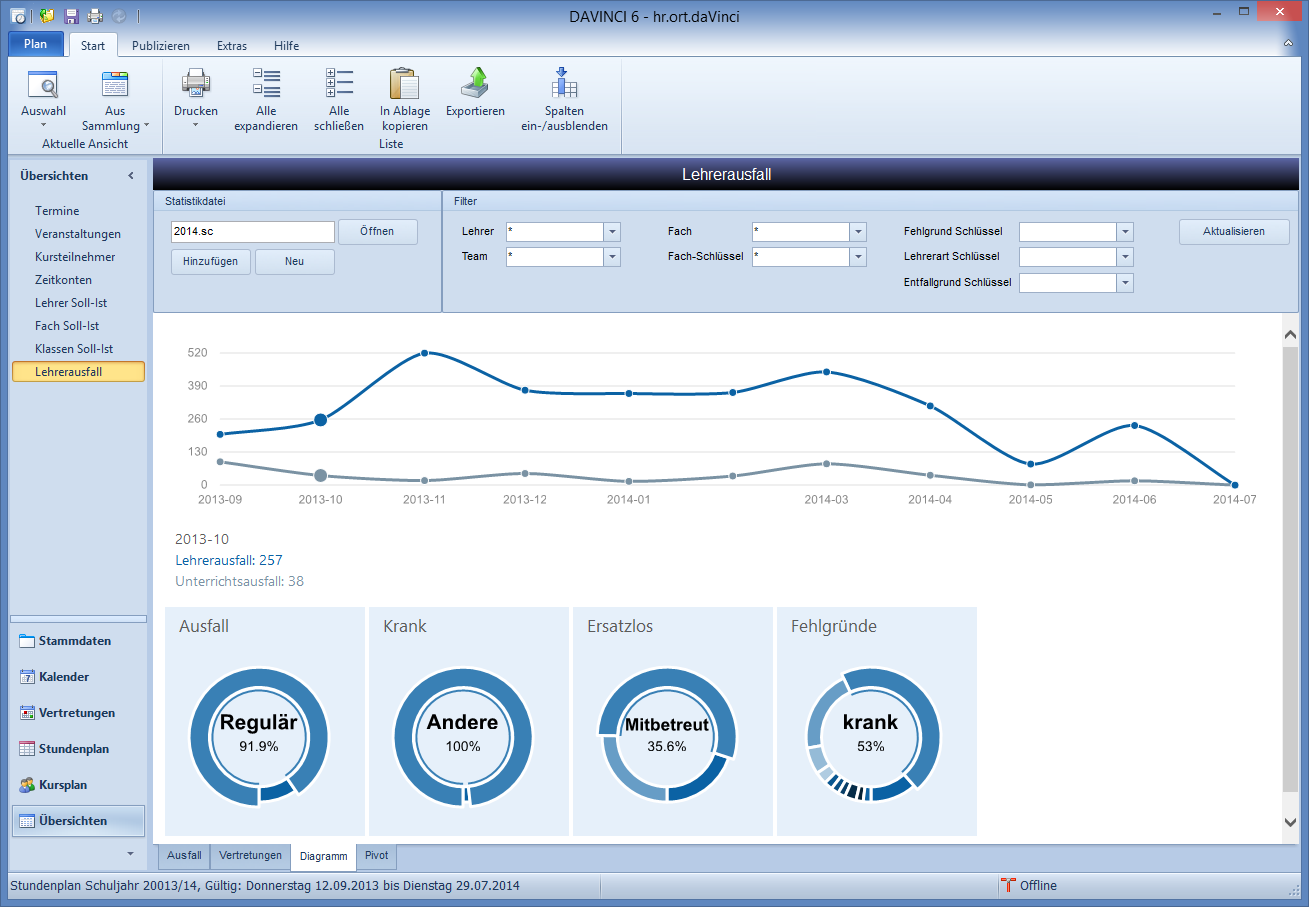 DAVINCI 6 - hr.ort.daVinci
Plan
Start
Publizieren
Extras
Hilfe
Auswahl
Aus
Sammlung
Drucken
Alle
expandieren
Alle
schließen
In Ablage
kopieren
Exportieren
Spalten
ein-/ausblenden
Aktuelle Ansicht
Liste
Übersichten
Termine
Veranstaltungen
Kursteilnehmer
Zeitkonten
Lehrer Soll-Ist
Fach Soll-Ist
Klassen Soll-Ist
Lehrerausfall
Stammdaten
Kalender
Vertretungen
Stundenplan
Kursplan
Übersichten
Lehrerausfall
Statistikdatei
2014.sc
Öffnen
Hinzufügen
Neu
Filter
Lehrer
*
Team
*
Fach
*
Fach-Schlüssel
*
Fehlgrund Schlüssel
Lehrerart Schlüssel
Entfallgrund Schlüssel
Aktualisieren
520
390
260
130
0
2013-09
2013-10
2013-11
2013-12
2014-01
2014-03
2014-04
2014-05
2014-06
2014-07
2013-10
Lehrerausfall: 257
Unterrichtsausfall: 38
Ausfall
Regulär
91.9%
Krank
Andere
100%
Ersatzlos
Mitbetreut
35.6%
Fehlgründe
krank
53%
Ausfall
Vertretungen
Diagramm
Pivot
Stundenplan Schuljahr 20013/14, Gültig: Donnerstag 12.09.2013 bis Dienstag 29.07.2014
Offline